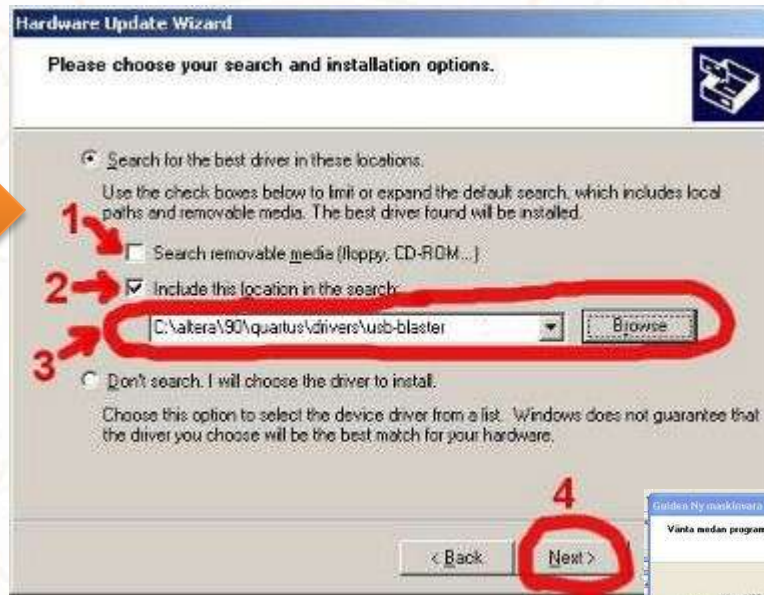 Hardware Update Wizard
Please choose your search and installation options.
Search for the best driver in these locations.
Use the check boxes below to limit or expand the default search, which includes local
paths and removable media. The best driver found will be installed.
1
Search removable media (floppy, CD-ROM...)
2
Include this location in the search:
3
C:\altera\90\quartus\drivers\usb-blaster
Browse
Don't search. I will choose the driver to install.
Choose this option to select the device driver from a list. Windows does not guarantee that
the driver you choose will be the best match for your hardware.
4
< Back
Next >
Guiden Ny maskinvara
Vänta medan program